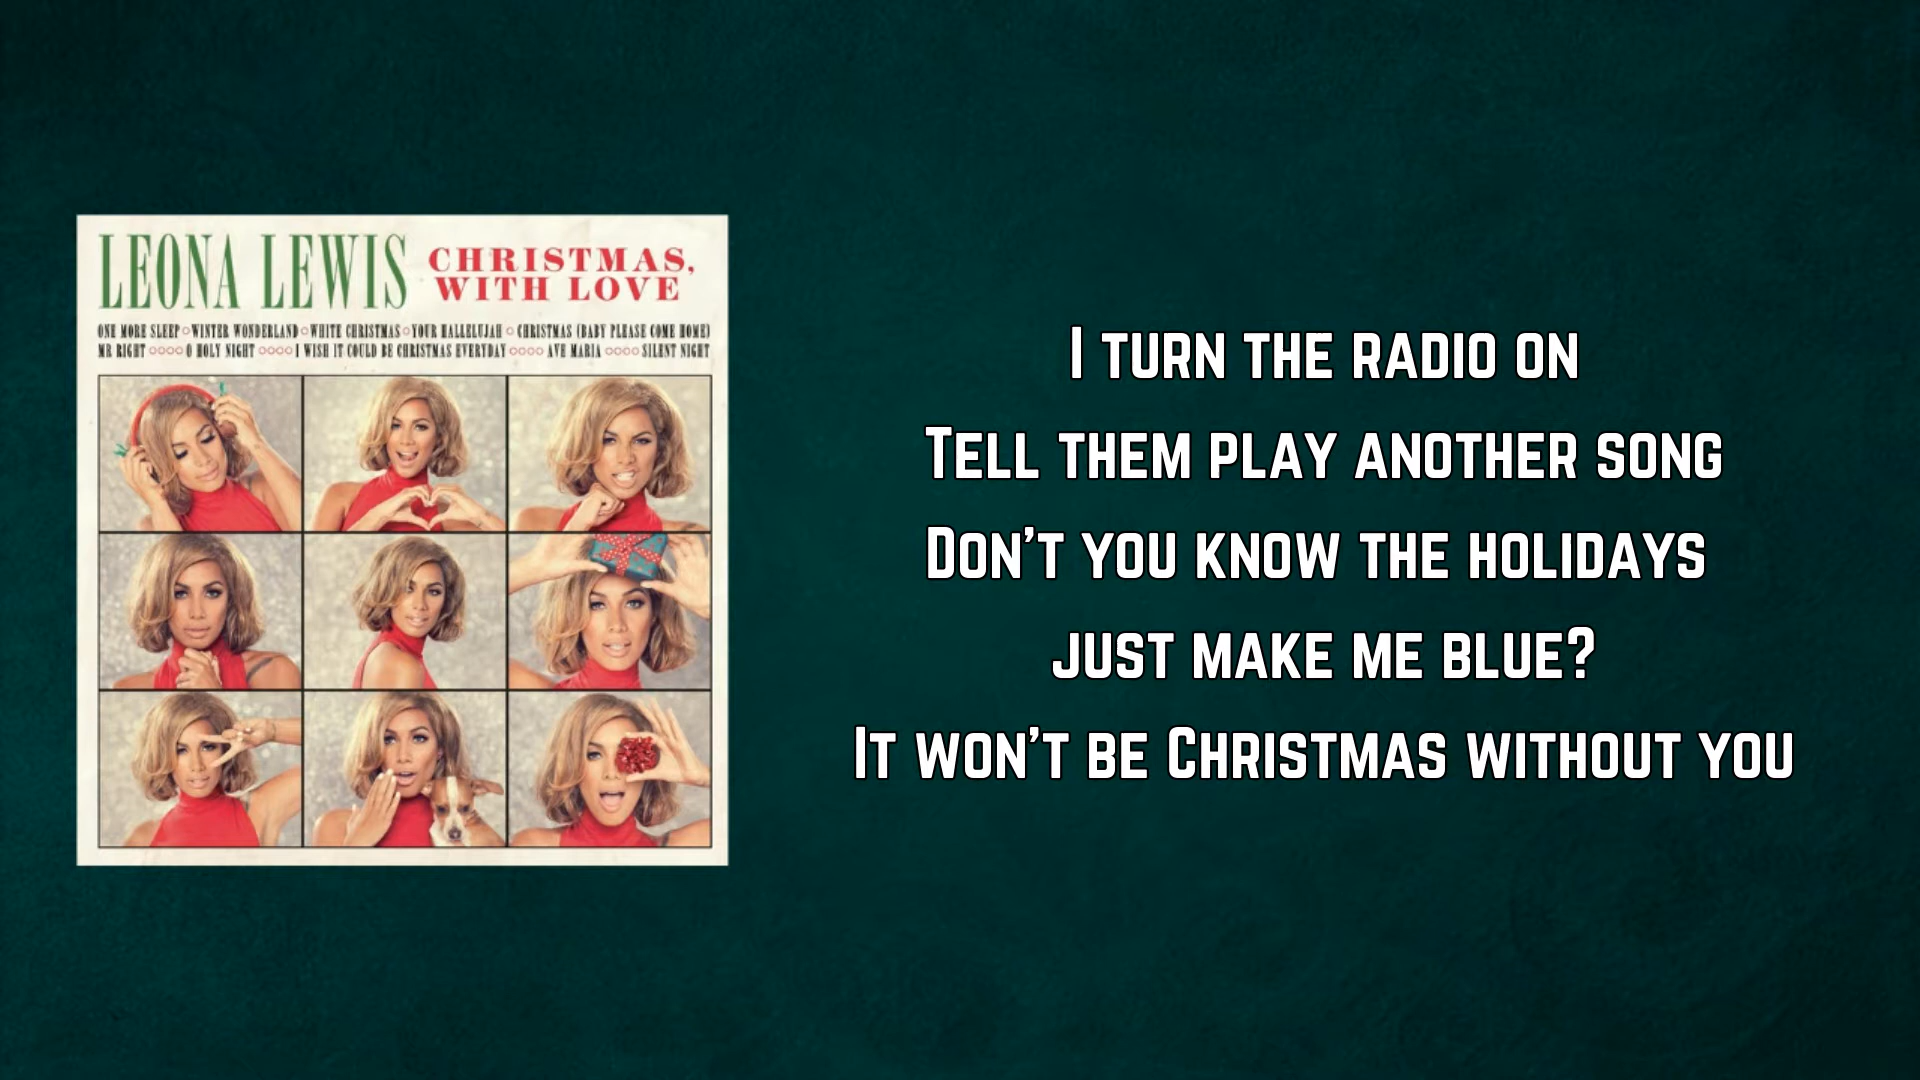 LEONA LEWIS CHRISTMAS,
WITH LOVE
ONE MORE SLEEP ○ WINTER WONDERLAND ○ WHITE CHRISTMAS ○ YOUR HALLELUJAH ○ CHRISTMAS (BABY PLEASE COME HOME)
MR RIGHT ○○○○ O HOLY NIGHT ○○○○ I WISH IT COULD BE CHRISTMAS EVERYDAY ○○○○ AVE MARIA ○○○○ SILENT NIGHT
I TURN THE RADIO ON
TELL THEM PLAY ANOTHER SONG
DON'T YOU KNOW THE HOLIDAYS
JUST MAKE ME BLUE?
IT WON'T BE CHRISTMAS WITHOUT YOU